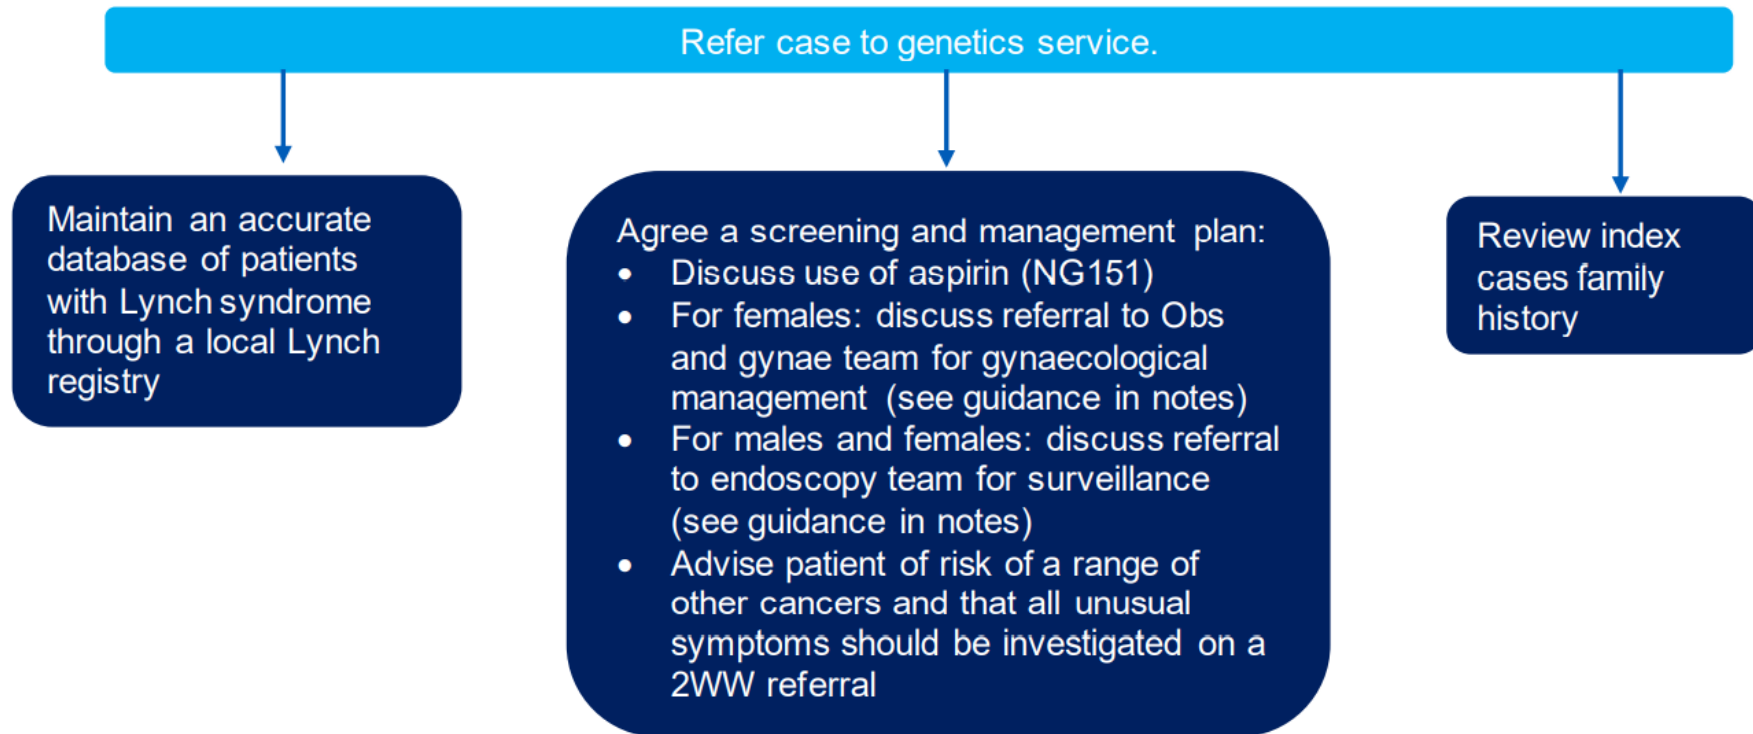 Refer case to genetics service.
Maintain an accurate
database of patients
with Lynch syndrome
through a local Lynch
registry
Agree a screening and management plan:
• Discuss use of aspirin (NG151)
• For females: discuss referral to Obs
and gynae team for gynaecological
management (see guidance in notes)
• For males and females: discuss referral
to endoscopy team for surveillance
(see guidance in notes)
• Advise patient of risk of a range of
other cancers and that all unusual
symptoms should be investigated on a
2WW referral
Review index
cases family
history